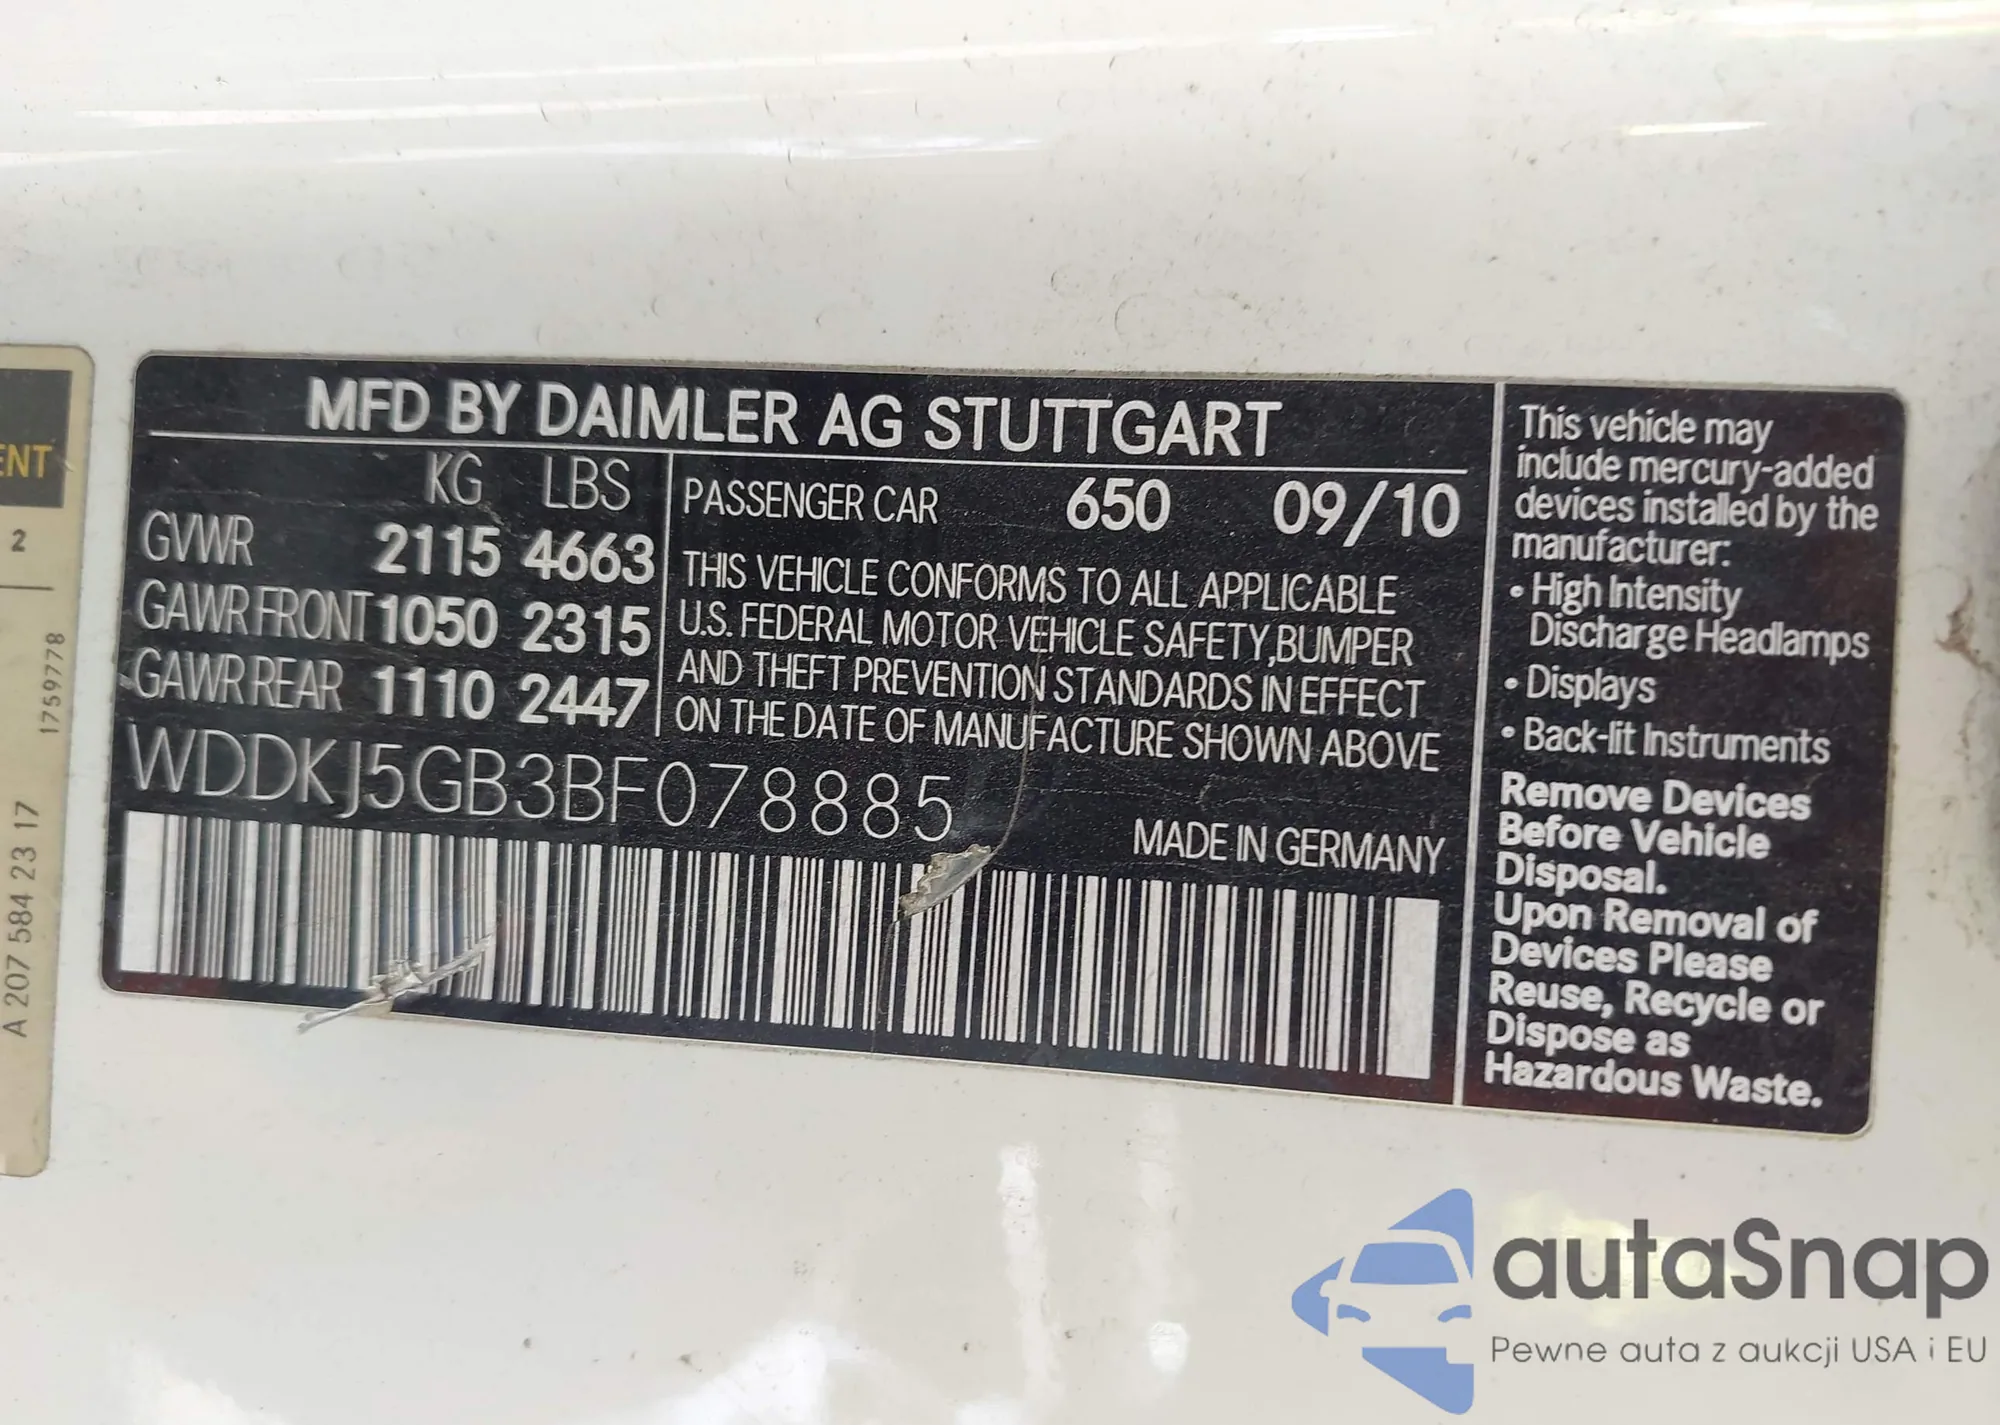 MFD BY DAIMLER AG STUTTGART
KG LBS
GVWR 2115 4663
GAWR FRONT 1050 2315
GAWR REAR 1110 2447
PASSENGER CAR 650 09/10
THIS VEHICLE CONFORMS TO ALL APPLICABLE
U.S. FEDERAL MOTOR VEHICLE SAFETY, BUMPER
AND THEFT PREVENTION STANDARDS IN EFFECT
ON THE DATE OF MANUFACTURE SHOWN ABOVE
WDDKJ5GB3BF078885
MADE IN GERMANY
This vehicle may
include mercury-added
devices installed by the
manufacturer:
• High Intensity
Discharge Headlamps
• Displays
• Back-lit Instruments
Remove Devices
Before Vehicle
Disposal.
Upon Removal of
Devices Please
Reuse, Recycle or
Dispose as
Hazardous Waste.
ENT
2
1759778
A 207 584 23 17
autaSnap
Pewne auta z aukcji USA i EU